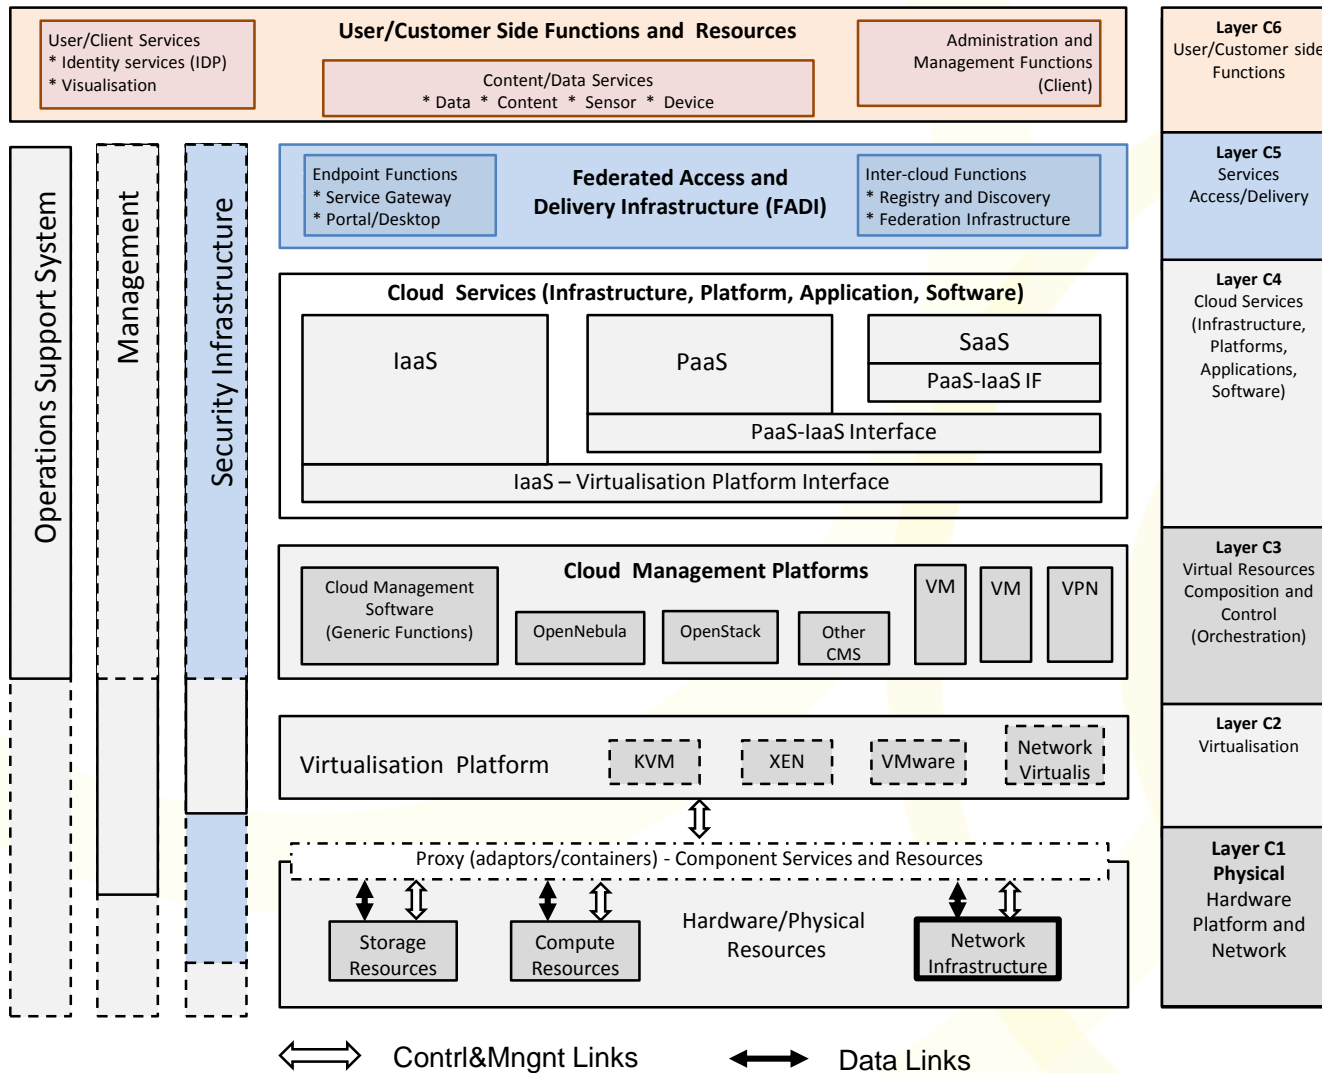 User/Customer Side Functions and Resources
User/Client Services
* Identity services (IDP)
* Visualisation
Content/Data Services
* Data * Content * Sensor * Device
Administration and
Management Functions
(Client)
Layer C6
User/Customer side
Functions
Operations Support System
Management
Security Infrastructure
Endpoint Functions
* Service Gateway
* Portal/Desktop
Federated Access and
Delivery Infrastructure (FADI)
Inter-cloud Functions
* Registry and Discovery
* Federation Infrastructure
Layer C5
Services
Access/Delivery
Cloud Services (Infrastructure, Platform, Application, Software)
IaaS
PaaS
SaaS
PaaS-IaaS IF
PaaS-IaaS Interface
IaaS – Virtualisation Platform Interface
Layer C4
Cloud Services
(Infrastructure,
Platforms,
Applications,
Software)
Cloud Management Platforms
Cloud Management
Software
(Generic Functions)
OpenNebula
OpenStack
Other
CMS
VM
VM
VPN
Layer C3
Virtual Resources
Composition and
Control
(Orchestration)
Virtualisation Platform
KVM
XEN
VMware
Network
Virtualis
Layer C2
Virtualisation
Proxy (adaptors/containers) - Component Services and Resources
Hardware/Physical
Resources
Storage
Resources
Compute
Resources
Network
Infrastructure
Layer C1
Physical
Hardware
Platform and
Network
Contrl&Mngnt Links
Data Links